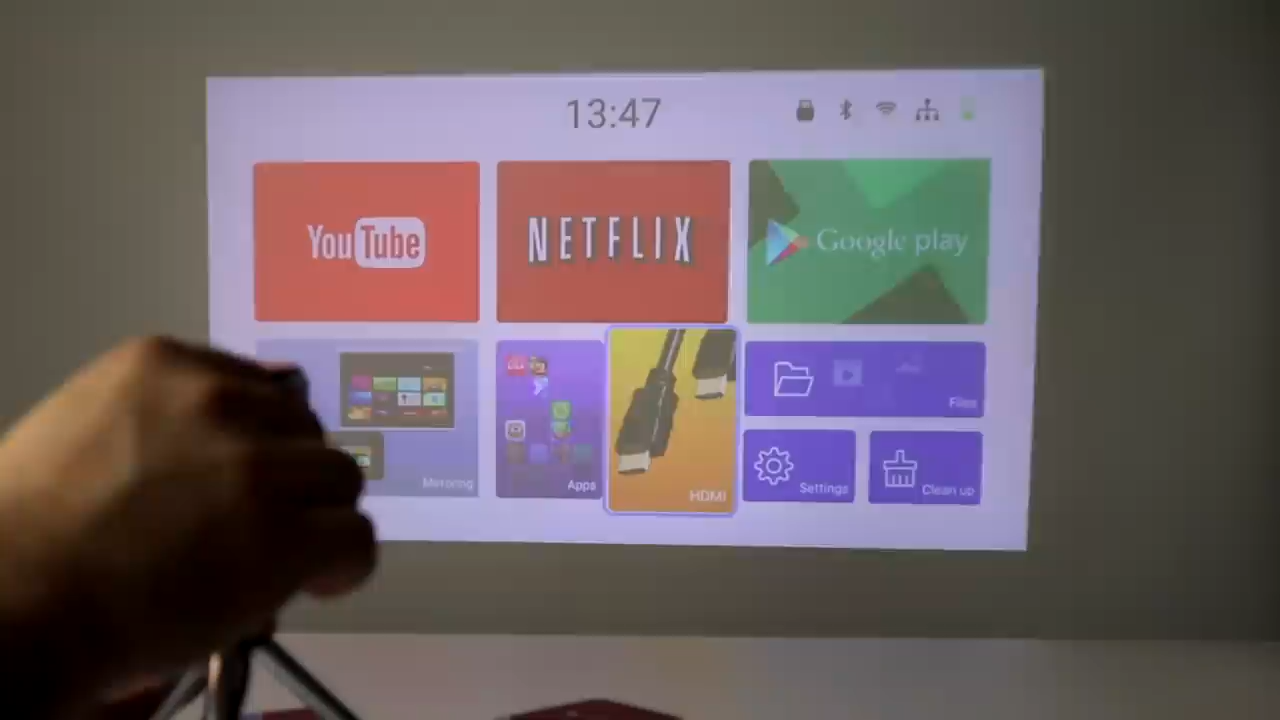 13:47
YouTube
NETFLIX
Google play
Mirroring
Apps
HDMI
Files
Settings
Clean up